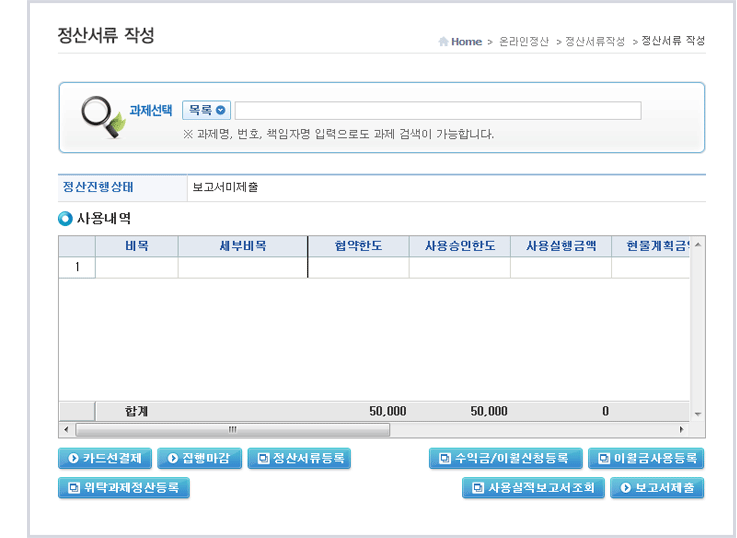 정산서류 작성
Home > 온라인정산 > 정산서류작성 > 정산서류 작성
과제선택 목록
※ 과제명, 번호, 책임자명 입력으로도 과제 검색이 가능합니다.
정산진행상태 보고서미제출
사용내역
비목 세부비목 협약한도 사용승인한도 사용실행금액 현물계획금
1
합계 50,000 50,000 0
카드선결제 집행마감 정산서류등록 수익금/이월신청등록 이월금사용등록
위탁과제정산등록 사용실적보고서조회 보고서제출